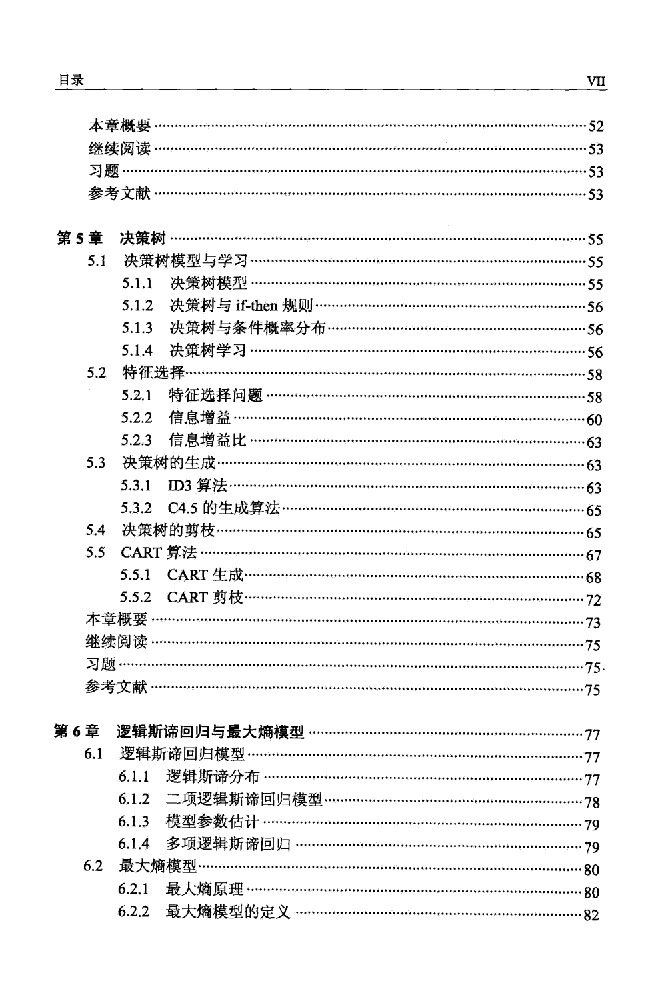 目录 VII
本章概要 52
继续阅读 53
习题 53
参考文献 53
第 5 章 决策树 55
5.1 决策树模型与学习 55
5.1.1 决策树模型 55
5.1.2 决策树与 if-then 规则 56
5.1.3 决策树与条件概率分布 56
5.1.4 决策树学习 56
5.2 特征选择 58
5.2.1 特征选择问题 58
5.2.2 信息增益 60
5.2.3 信息增益比 63
5.3 决策树的生成 63
5.3.1 ID3 算法 63
5.3.2 C4.5 的生成算法 65
5.4 决策树的剪枝 65
5.5 CART 算法 67
5.5.1 CART 生成 68
5.5.2 CART 剪枝 72
本章概要 73
继续阅读 75
习题 75
参考文献 75
第 6 章 逻辑斯谛回归与最大熵模型 77
6.1 逻辑斯谛回归模型 77
6.1.1 逻辑斯谛分布 77
6.1.2 二项逻辑斯谛回归模型 78
6.1.3 模型参数估计 79
6.1.4 多项逻辑斯谛回归 79
6.2 最大熵模型 80
6.2.1 最大熵原理 80
6.2.2 最大熵模型的定义 82